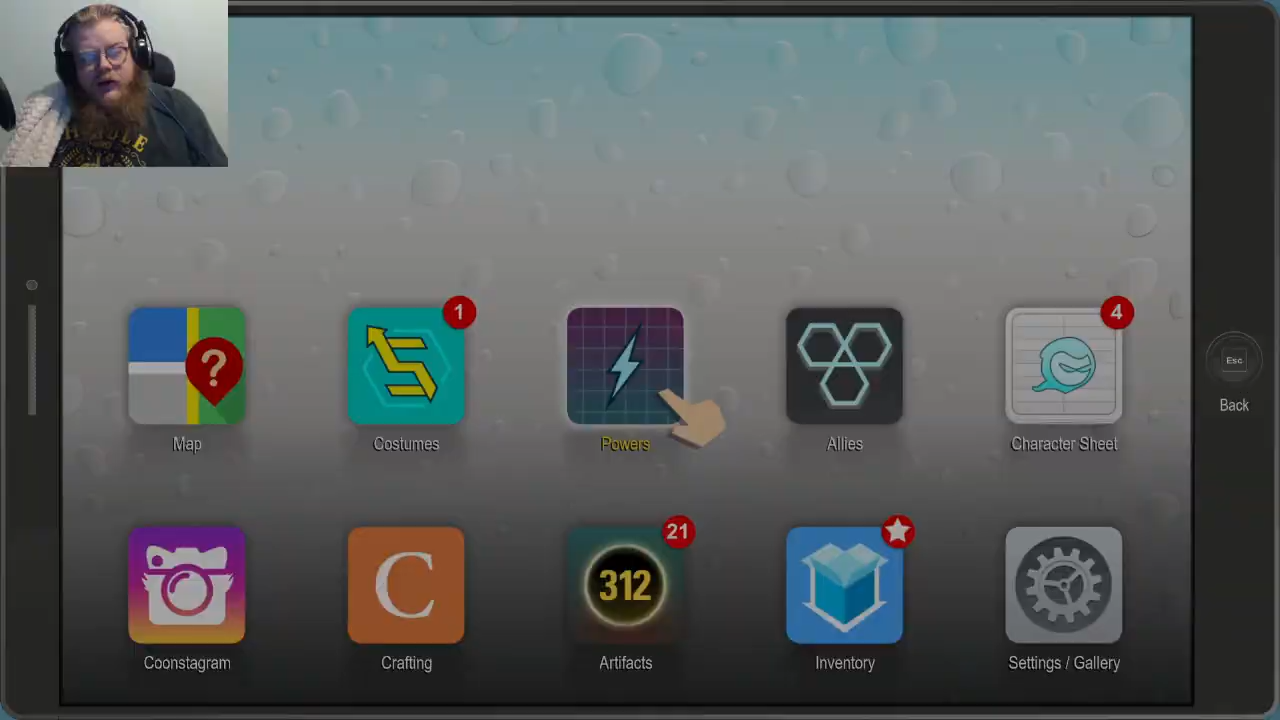 1
4
?
Map
Costumes
Powers
Allies
Character Sheet
Esc
Back
21
C
312
Coonstagram
Crafting
Artifacts
Inventory
Settings / Gallery